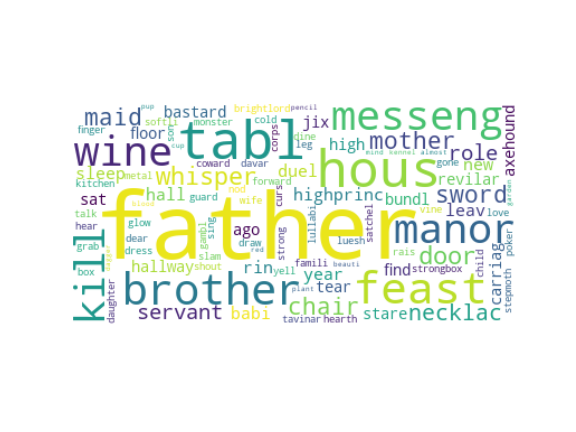 pup
brightlord
pencil
maid
bastard
softli
monster
cold
corps
jix
messeng
axehound
finger
son
cup
tabl
wine
floor
leg
dine
high
mother
role
mind
kennel
almost
sleep
coward
davar
hous
gone
new
garden
kitchen
metal
whisper
forward
duel
revilar
sat
hall
nod
guard
wife
curs
highprinc
bundl
sword
talk
father
lullabi
satchel
vine
leav
love
hear
glow
gambl
sing
ago
strong
luesh
manor
kill
grab
dear
draw
red
door
poker
dress
slam
hallway
shout
rin
yell
famili
rais
find
strongbox
child
carriag
stepmoth
beauti
box
dagger
blood
brother
babi
year
tear
plant
feast
daughter
servant
chair
stare
necklac
tavinar
hearth